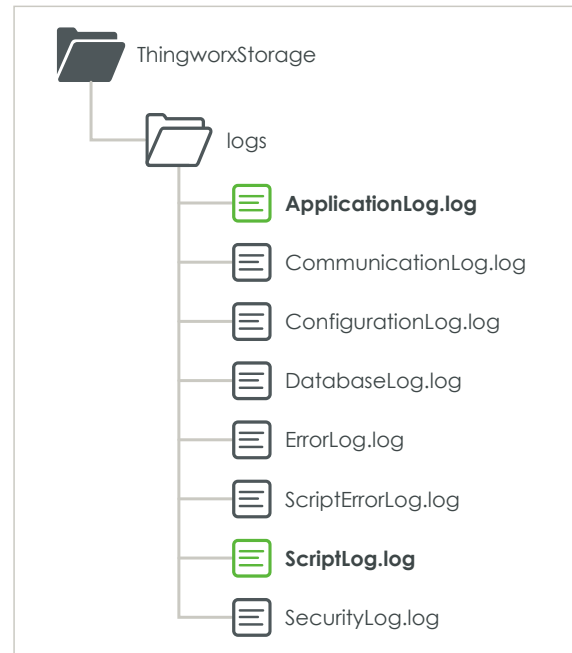 ThingworxStorage
logs
ApplicationLog.log
CommunicationLog.log
ConfigurationLog.log
DatabaseLog.log
ErrorLog.log
ScriptErrorLog.log
ScriptLog.log
SecurityLog.log